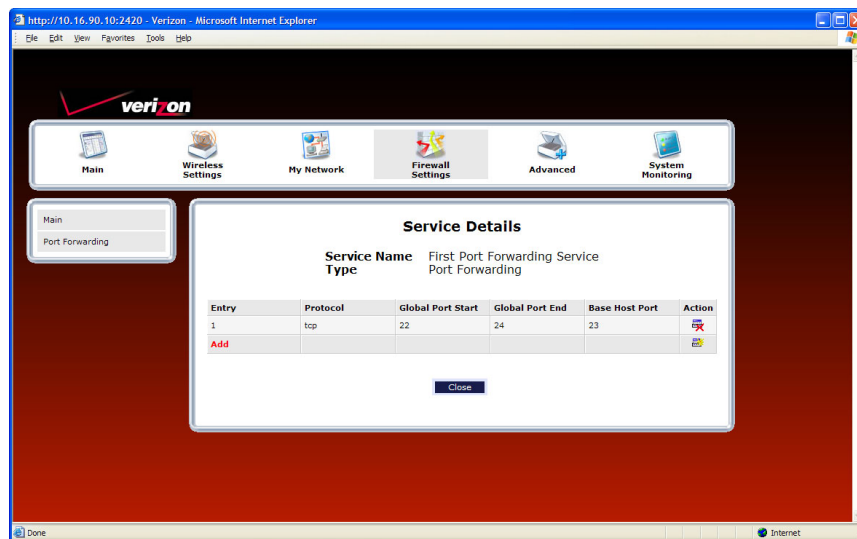 http://10.16.90.10:2420 - Verizon - Microsoft Internet Explorer
File Edit View Favorites Tools Help
verizon
Main Wireless Settings My Network Firewall Settings Advanced System Monitoring
Main
Port Forwarding
Service Details
Service Name First Port Forwarding Service
Type Port Forwarding
Entry Protocol Global Port Start Global Port End Base Host Port Action
1 tcp 22 24 23
Add
Close
Done Internet